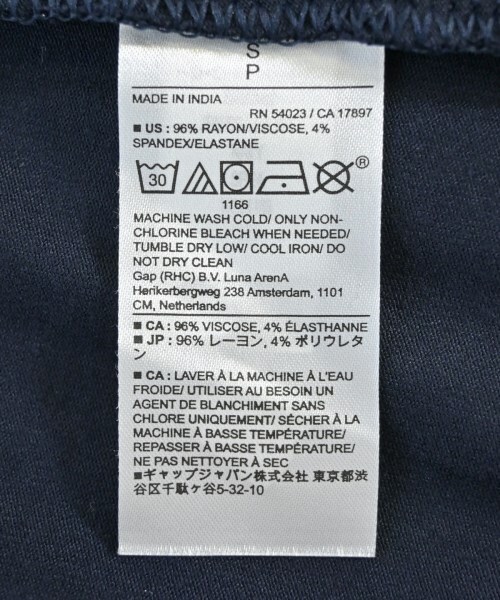 S
P
MADE IN INDIA
RN 54023 / CA 17897
■ US : 96% RAYON/VISCOSE, 4%
SPANDEX/ELASTANE
30
®
1166
MACHINE WASH COLD/ ONLY NON-
CHLORINE BLEACH WHEN NEEDED/
TUMBLE DRY LOW/ COOL IRON/ DO
NOT DRY CLEAN
Gap (RHC) B.V. Luna ArenA
Herikerbergweg 238 Amsterdam, 1101
CM, Netherlands
■ CA : 96% VISCOSE, 4% ÉLASTHANNE
■ JP : 96% レーヨン, 4% ポリウレタ
ン
■ CA : LAVER À LA MACHINE À L'EAU
FROIDE/ UTILISER AU BESOIN UN
AGENT DE BLANCHIMENT SANS
CHLORE UNIQUEMENT/ SÉCHER À LA
MACHINE À BASSE TEMPÉRATURE/
REPASSER À BASSE TEMPÉRATURE/
NE PAS NETTOYER À SEC
■ギャップジャパン株式会社 東京都渋
谷区千駄ヶ谷5-32-10